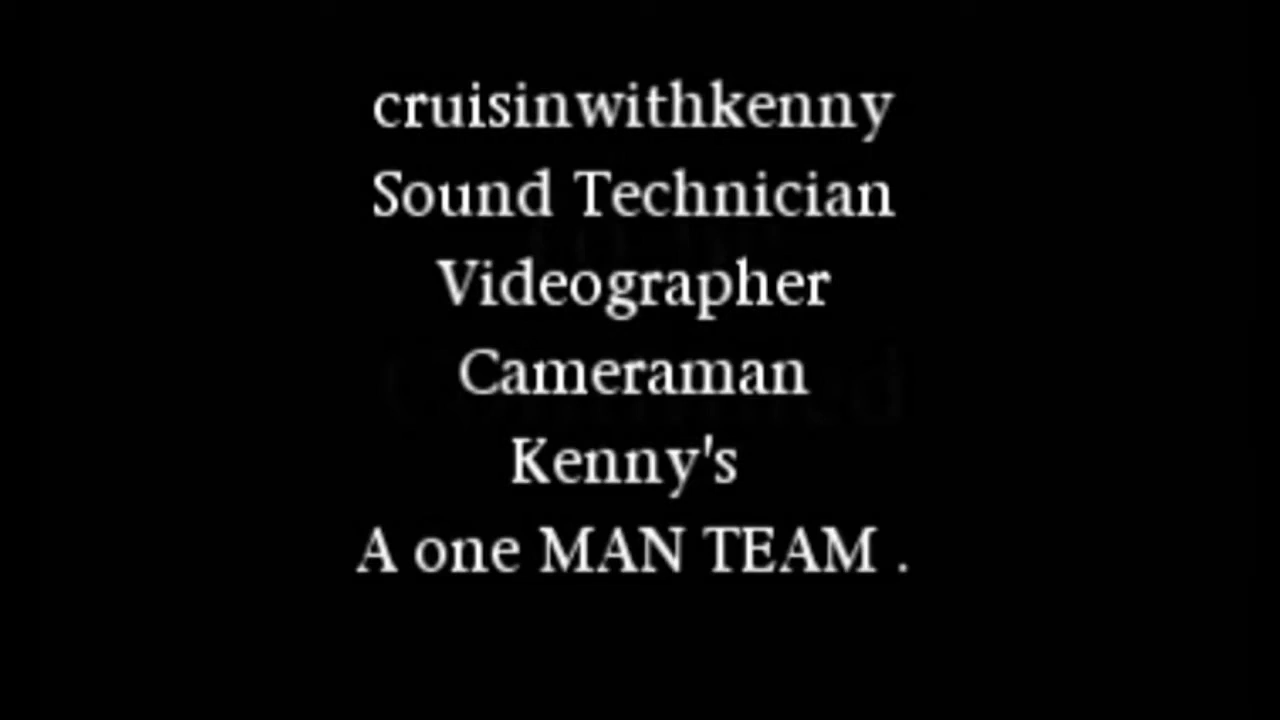 cruisinwithkenny
Sound Technician
Videographer
Cameraman
Kenny's
A one MAN TEAM .